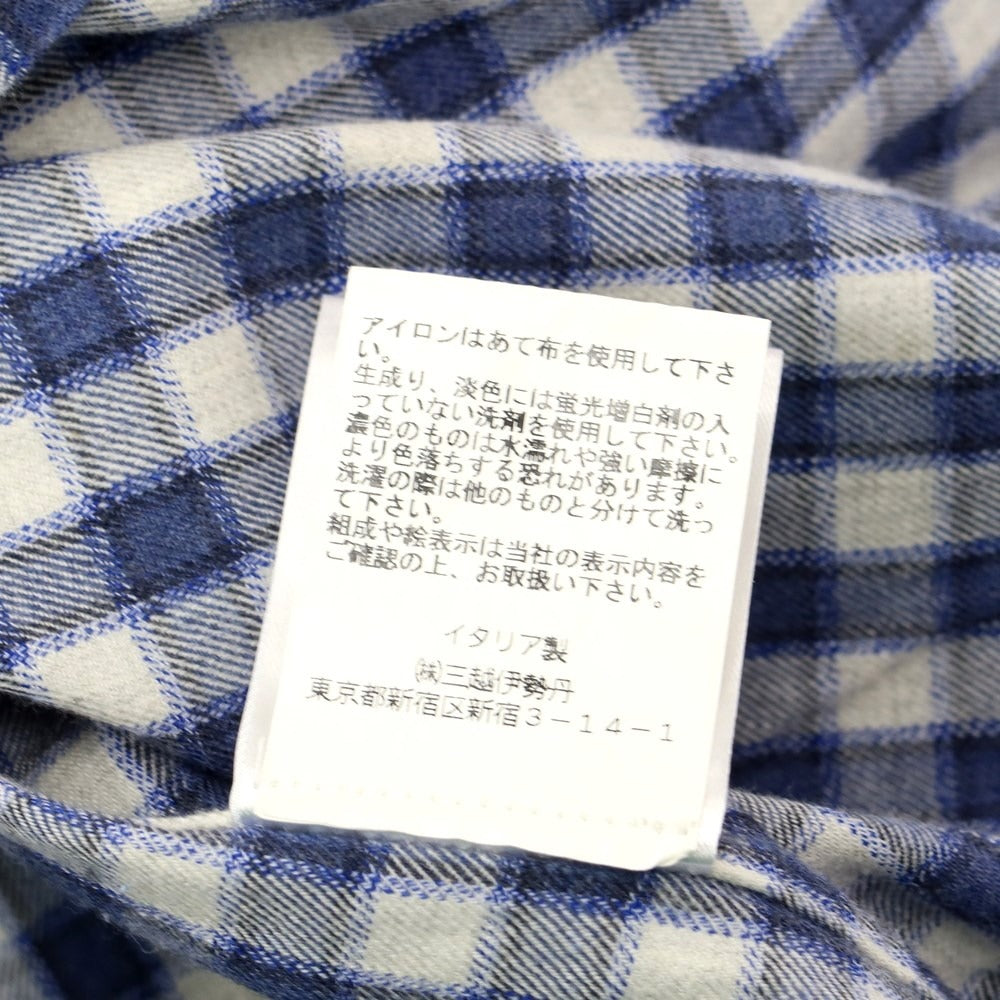 アイロンはあて布を使用して下さ
い。
生成り、淡色には蛍光増白剤の入
っていない洗剤を使用して下さい。
濃色のものは水濡れや強い摩擦に
より色落ちする恐れがあります。
洗濯の際は他のものと分けて洗っ
て下さい。
組成や絵表示は当社の表示内容を
ご確認の上、お取扱い下さい。
イタリア製
㈱三越伊勢丹
東京都新宿区新宿3－14－1